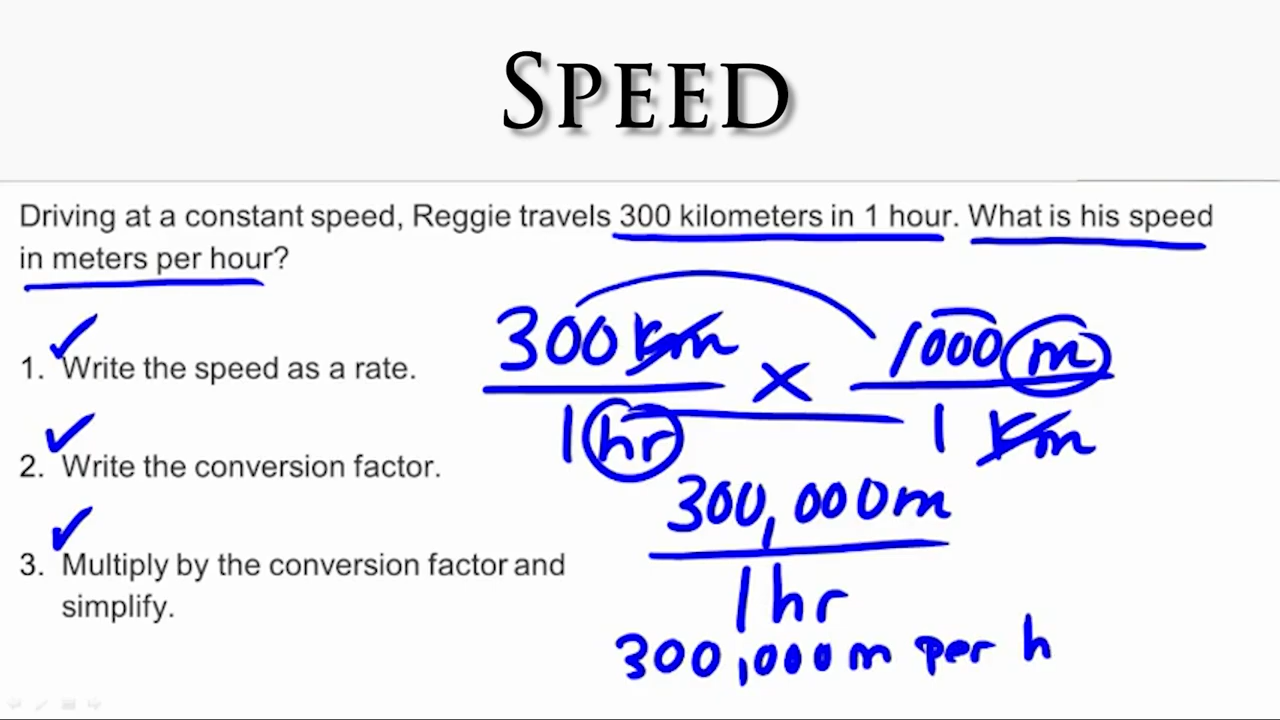 SPEED
Driving at a constant speed, Reggie travels 300 kilometers in 1 hour. What is his speed
in meters per hour?
300 km × 1000 m
1 hr 1 km
1. Write the speed as a rate.
2. Write the conversion factor.
300,000 m
1 hr
3. Multiply by the conversion factor and
simplify.
300,000 m per h